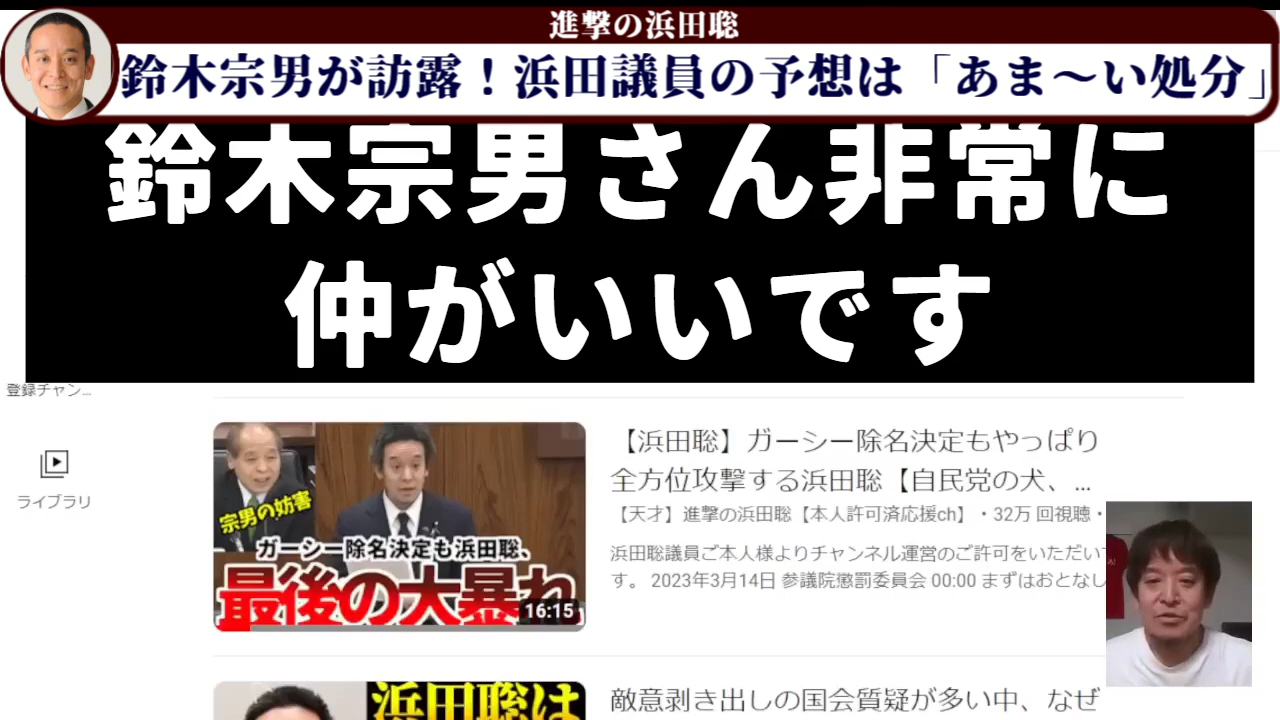 進撃の浜田聡
鈴木宗男が訪露！浜田議員の予想は「あま〜い処分」
鈴木宗男さん非常に
仲がいいです
登録チャン...
ライブラリ
宗男の妨害
ガーシー除名決定も浜田聡、
最後の大暴れ
16:15
【浜田聡】ガーシー除名決定もやっぱり
全方位攻撃する浜田聡【自民党の犬、...
【天才】進撃の浜田聡【本人許可済応援ch】・32万 回視聴・
浜田聡議員ご本人様よりチャンネル運営のご許可をいただいて
す。 2023年3月14日 参議院懲罰委員会 00:00 まずはおとなし
浜田聡は
敵意剥き出しの国会質疑が多い中、なぜ